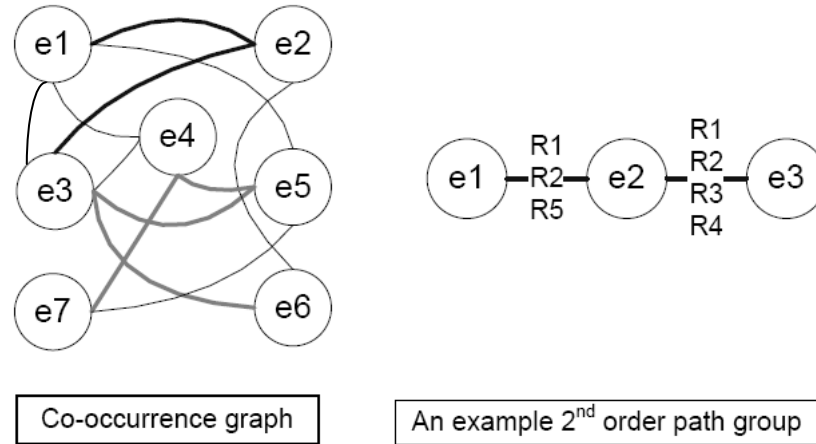 e1
e2
e4
e3
e5
e7
e6
Co-occurrence graph
e1
R1
R2
R5
e2
R1
R2
R3
R4
e3
An example 2nd order path group